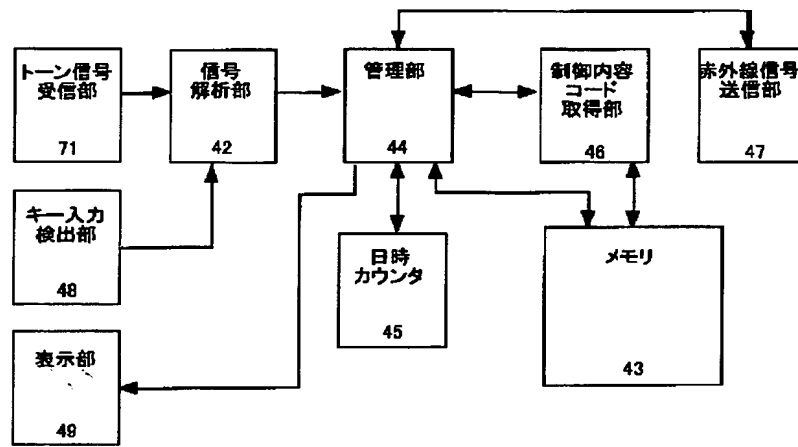 トーン信号
受信部
71
信号
解析部
42
管理部
44
制御内容
コード
取得部
46
赤外線信号
送信部
47
キー入力
検出部
48
日時
カウンタ
45
メモリ
43
表示部
49